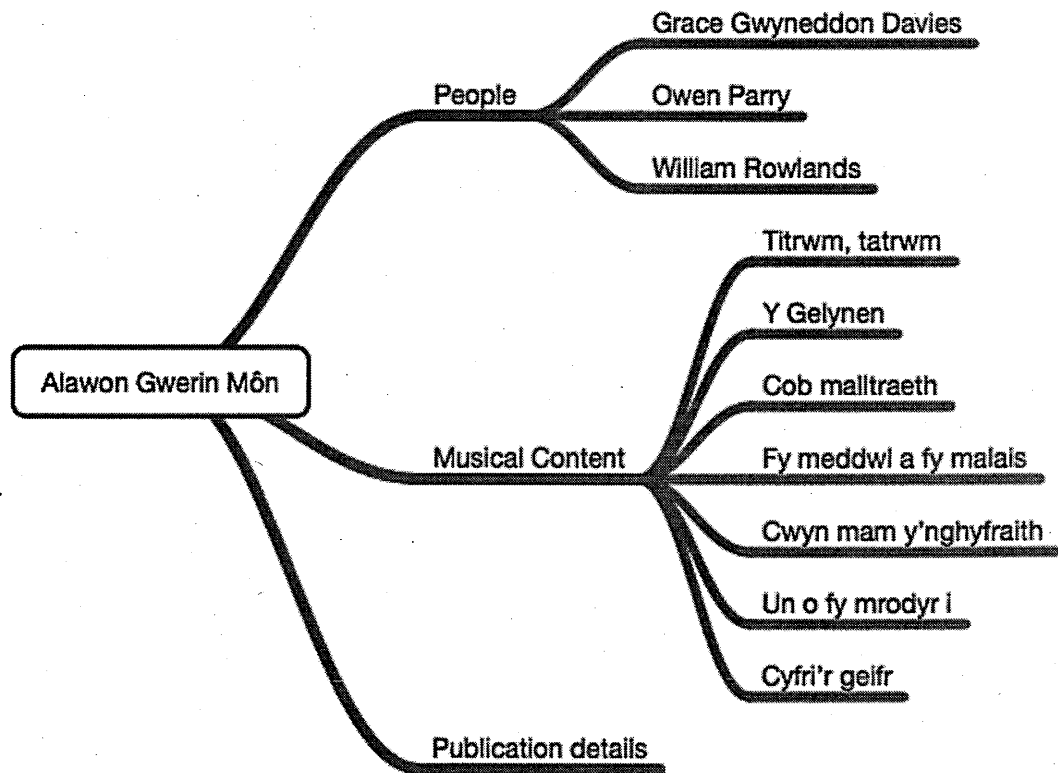 Grace Gwyneddon Davies
People
Owen Parry
William Rowlands
Titrwm, tatrwm
Y Gelynen
Alawon Gwerin Môn
Cob malltraeth
Musical Content
Fy meddwl a fy malais
Cwyn mam y'nghyfraith
Un o fy mrodyr i
Cyfri'r geifr
Publication details